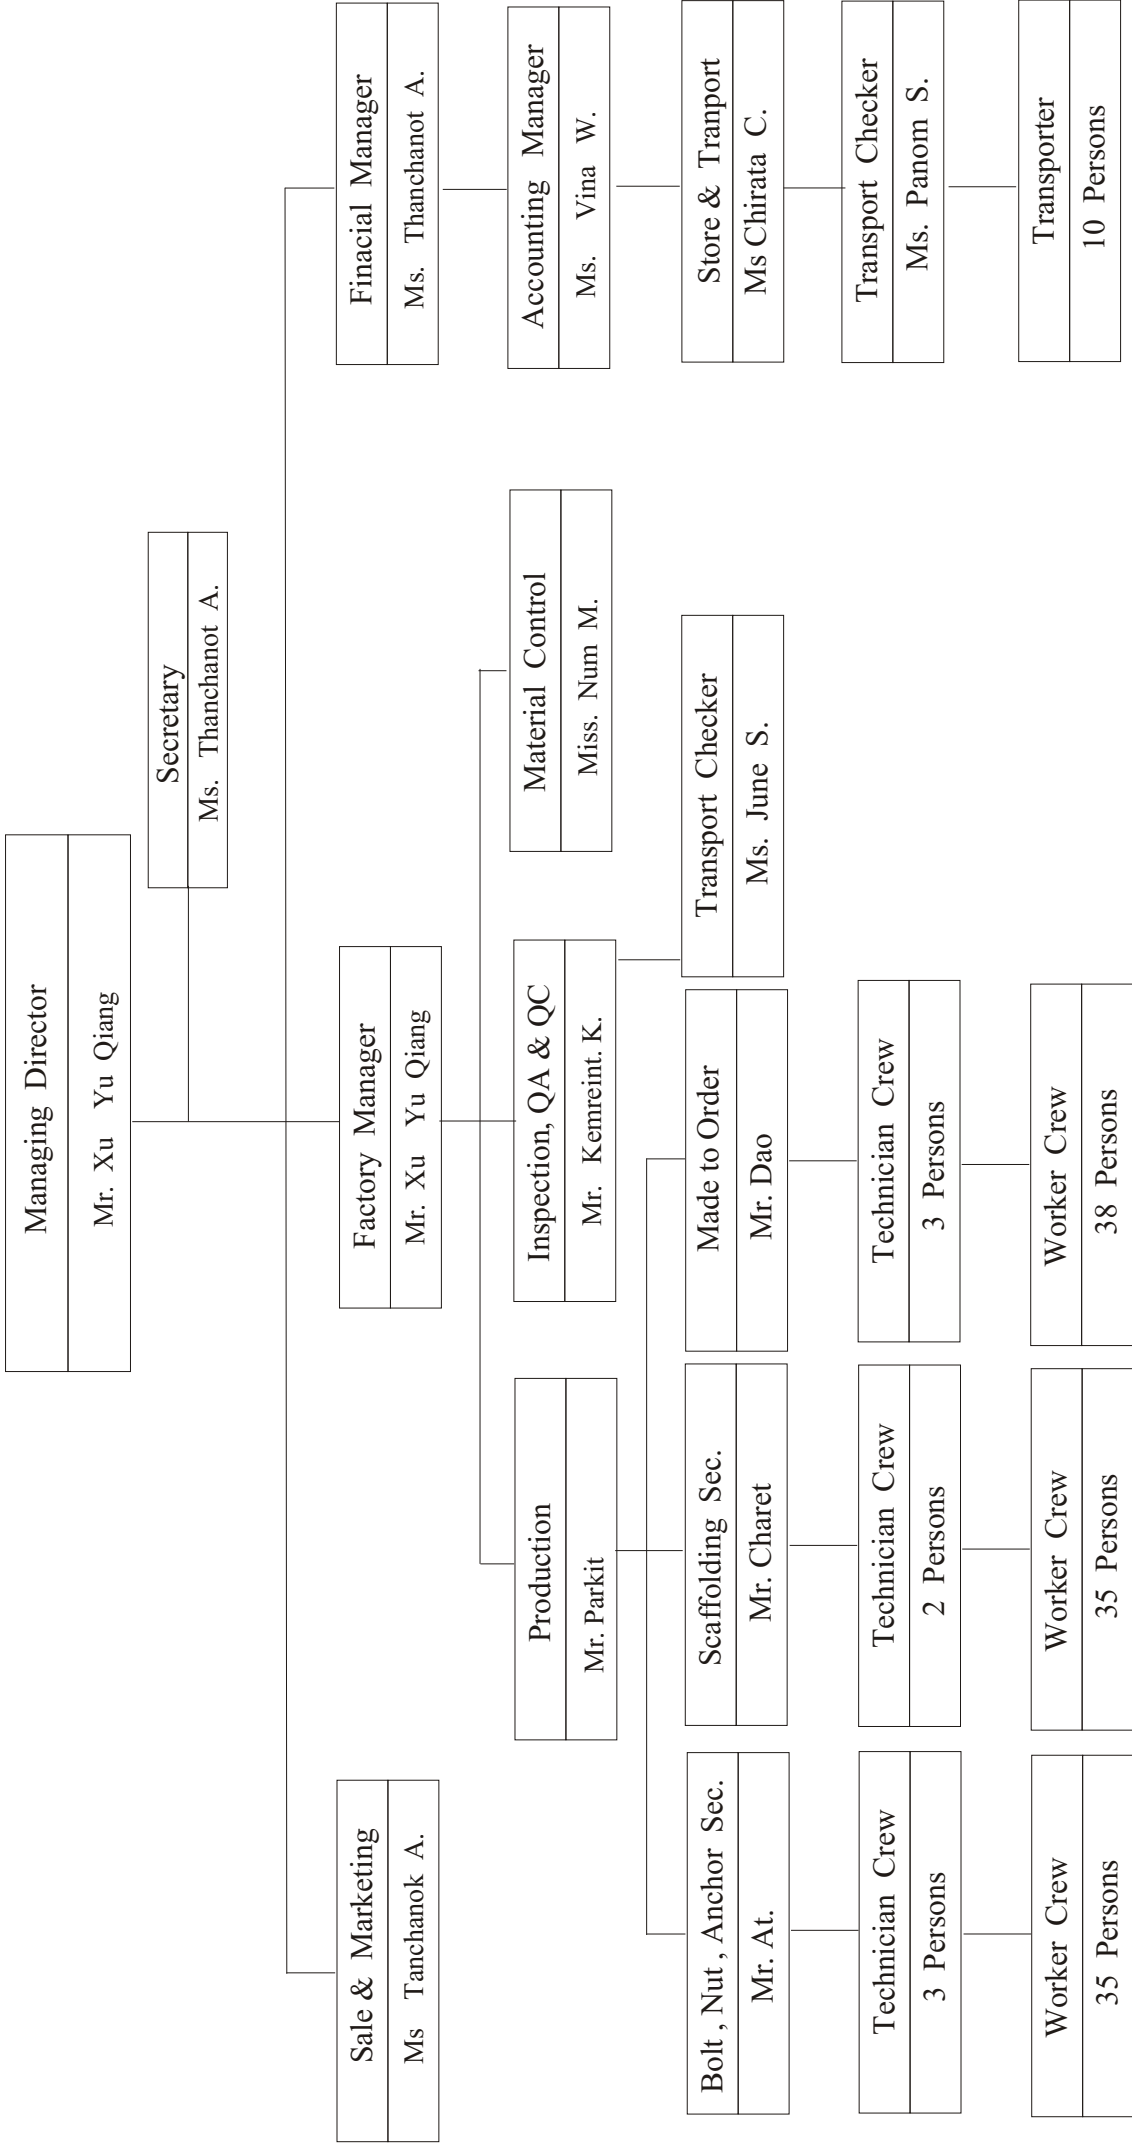 Managing Director
Mr. Xu Yu Qiang
Secretary
Ms. Thanchanot A.
Sale & Marketing
Ms Tanchanok A.
Factory Manager
Mr. Xu Yu Qiang
Finacial Manager
Ms. Thanchanot A.
Production
Mr. Parkit
Inspection, QA & QC
Mr. Kemreint. K.
Material Control
Miss. Num M.
Accounting Manager
Ms. Vina W.
Bolt , Nut , Anchor Sec.
Mr. At.
Scaffolding Sec.
Mr. Charet
Made to Order
Mr. Dao
Transport Checker
Ms. June S.
Store & Tranport
Ms Chirata C.
Technician Crew
3 Persons
Technician Crew
2 Persons
Technician Crew
3 Persons
Transport Checker
Ms. Panom S.
Worker Crew
35 Persons
Worker Crew
35 Persons
Worker Crew
38 Persons
Transporter
10 Persons